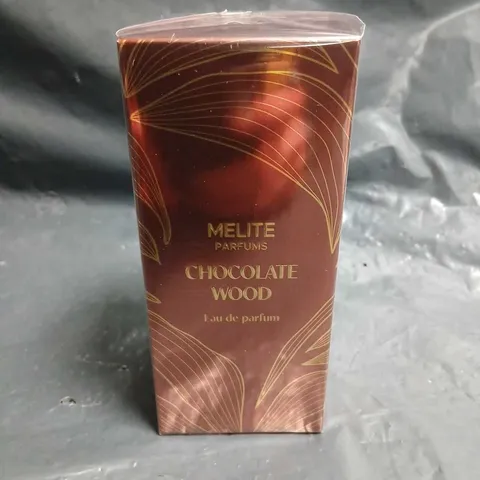 MELITE
PARFUMS
CHOCOLATE
WOOD
Eau de parfum